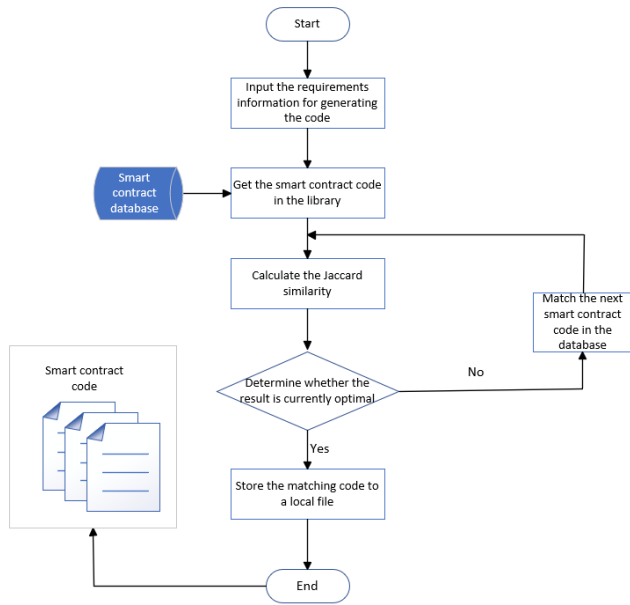 Start
Input the requirements
information for generating
the code
Smart
contract
database
Get the smart contract code
in the library
Calculate the Jaccard
similarity
Match the next
smart contract
code in the
database
Smart contract
code
Determine whether the
result is currently optimal
No
Yes
Store the matching code to
a local file
End